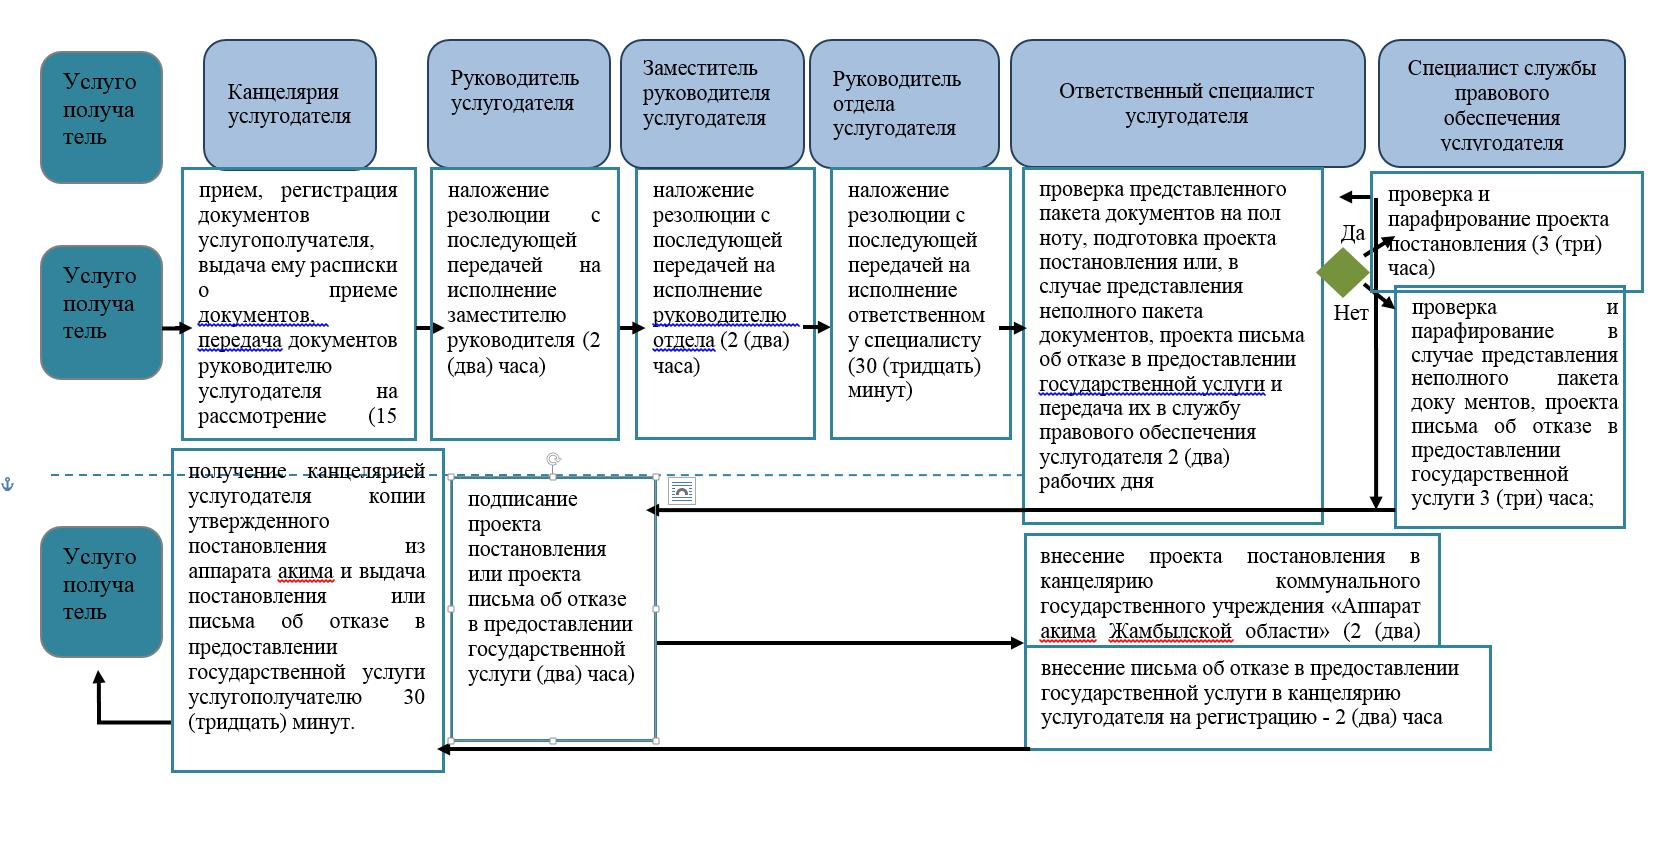 Услуго
получа
тель
Канцелярия
услугодателя
Руководитель
услугодателя
Заместитель
руководителя
услугодателя
Руководитель
отдела
услугодателя
Ответственный специалист
услугодателя
Специалист службы
правового
обеспечения
услугодателя
Услуго
получа
тель
прием, регистрация
документов
услугополучателя,
выдача ему расписки
о приеме
документов,
передача документов
руководителю
услугодателя на
рассмотрение (15
наложение
резолюции с
последующей
передачей на
исполнение
заместителю
руководителя (2
(два) часа)
наложение
резолюции с
последующей
передачей на
исполнение
руководителю
отдела (2 (два)
часа)
наложение
резолюции с
последующей
передачей на
исполнение
ответственном
у специалисту
(30 (тридцать)
минут)
проверка представленного
пакета документов на пол
ноту, подготовка проекта
постановления или, в
случае представления
неполного пакета
документов, проекта письма
об отказе в предоставлении
государственной услуги и
передача их в службу
правового обеспечения
услугодателя 2 (два)
рабочих дня
Да
Нет
проверка и
парафирование проекта
постановления (3 (три)
часа)
проверка и
парафирование в
случае представления
неполного пакета
доку ментов, проекта
письма об отказе в
предоставлении
государственной
услуги 3 (три) часа;
Услуго
получа
тель
получение канцелярией
услугодателя копии
утвержденного
постановления из
аппарата акима и выдача
постановления или
письма об отказе в
предоставлении
государственной услуги
услугополучателю 30
(тридцать) минут.
подписание
проекта
постановления
или проекта
письма об отказе
в предоставлении
государственной
услуги (два) часа)
внесение проекта постановления в
канцелярию коммунального
государственного учреждения «Аппарат
акима Жамбылской области» (2 (два)
внесение письма об отказе в предоставлении
государственной услуги в канцелярию
услугодателя на регистрацию - 2 (два) часа